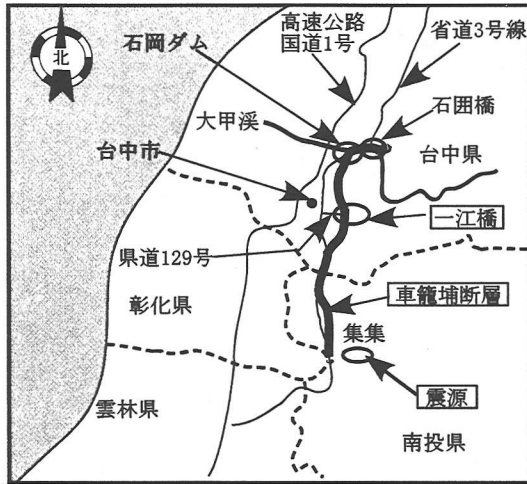 高速公路
国道1号
省道3号線
石岡ダム
北
石囲橋
大甲渓
台中県
台中市
一江橋
県道129号
車籠埔断層
彰化県
集集
震源
雲林県
南投県